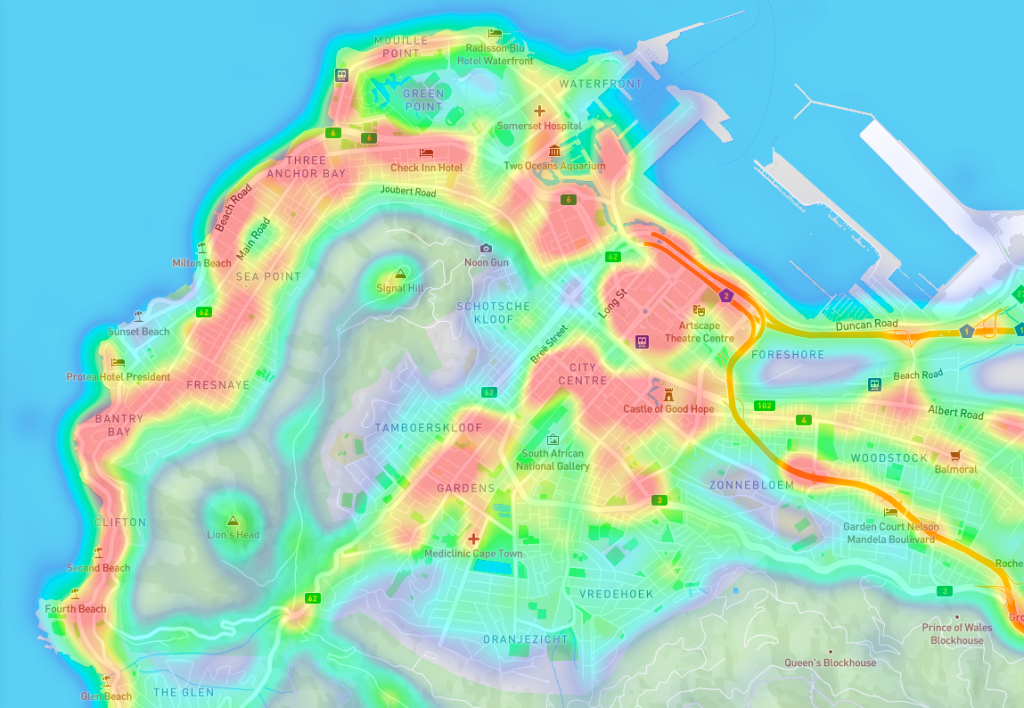 MOUILLE
POINT
Radisson Blu
Hotel Waterfront
GREEN
POINT
WATERFRONT
Somerset Hospital
6
6
THREE
ANCHOR BAY
Check Inn Hotel
Two Oceans Aquarium
Joubert Road
6
Beach Road
Main Road
Milton Beach
Noon Gun
62
SEA POINT
Signal Hill
2
62
SCHOTSCHE
KLOOF
Long St
Artscape
Theatre Centre
Duncan Road
1
Sunset Beach
Bree Street
FORESHORE
Protea Hotel President
FRESNAYE
CITY
CENTRE
Beach Road
62
Castle of Good Hope
102
4
Albert Road
BANTRY
BAY
TAMBOERSKLOOF
South African
National Gallery
WOODSTOCK
Balmoral
GARDENS
ZONNEBLOEM
3
CLIFTON
Lion's Head
Garden Court Nelson
Mandela Boulevard
Mediclinic Cape Town
Second Beach
Roche
62
VREDEHOEK
3
Fourth Beach
Gro
Prince of Wales
Blockhouse
ORANJEZICHT
Queen's Blockhouse
Glen Beach
THE GLEN